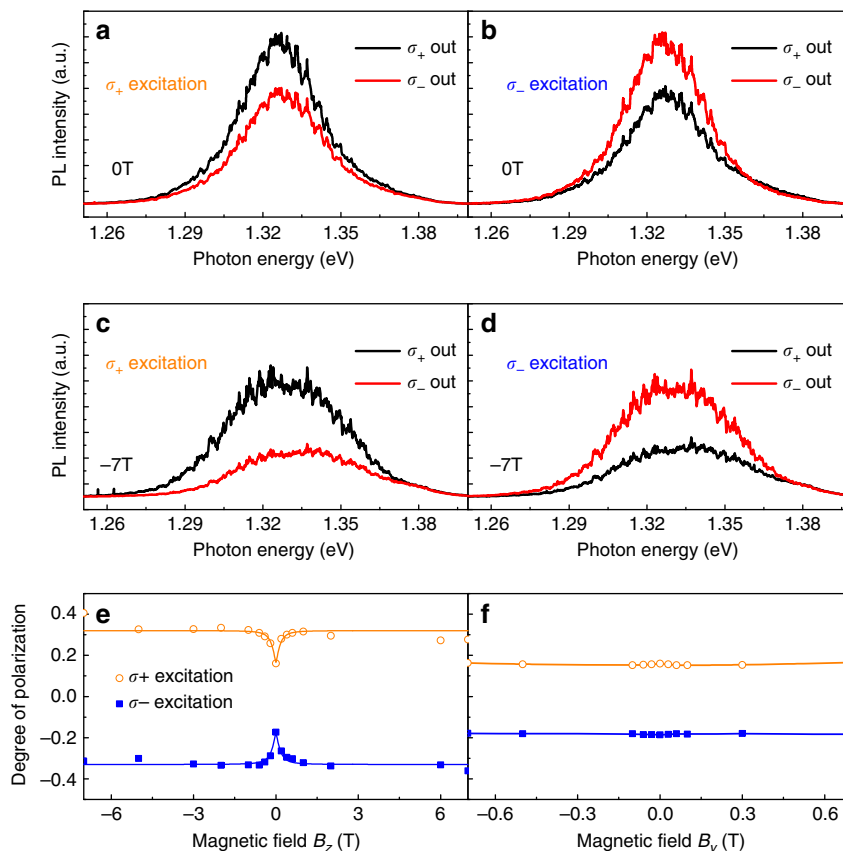 a
σ+ out
σ− out
σ+ excitation
0T
PL intensity (a.u.)
1.26 1.29 1.32 1.35 1.38
Photon energy (eV)
b
σ+ out
σ− out
σ− excitation
0T
1.26 1.29 1.32 1.35 1.38
Photon energy (eV)
c
σ+ excitation
σ+ out
σ− out
−7T
PL intensity (a.u.)
1.26 1.29 1.32 1.35 1.38
Photon energy (eV)
d
σ− excitation
σ+ out
σ− out
−7T
1.26 1.29 1.32 1.35 1.38
Photon energy (eV)
e
Degree of polarization
0.4
0.2
0.0
−0.2
−0.4
σ+ excitation
σ− excitation
−6 −3 0 3 6
Magnetic field Bz (T)
f
−0.6 −0.3 0.0 0.3 0.6
Magnetic field By (T)